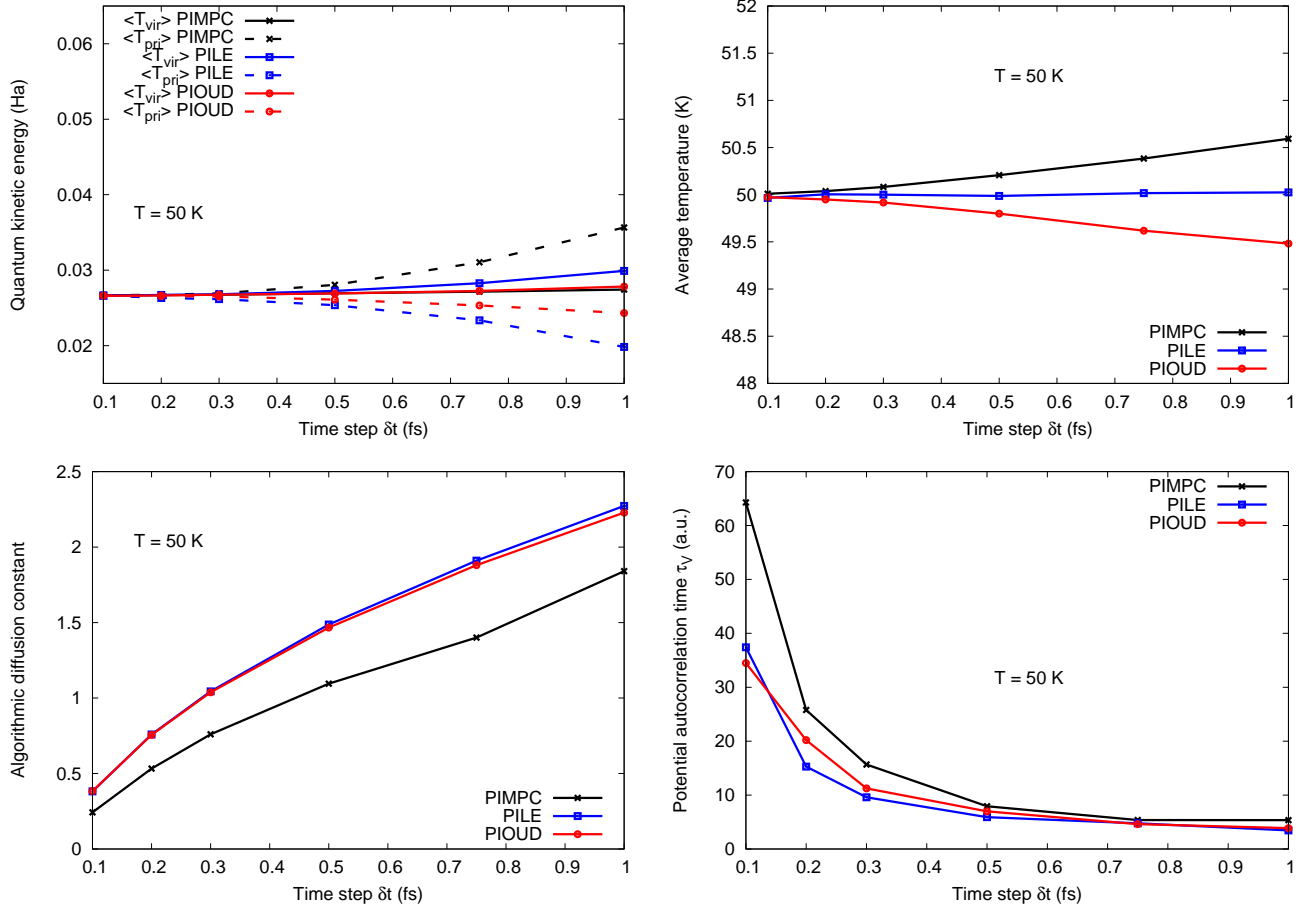 <T_vir> PIMPC
<T_pri> PIMPC
<T_vir> PILE
<T_pri> PILE
<T_vir> PIOUD
<T_pri> PIOUD
T = 50 K
Quantum kinetic energy (Ha)
0.06
0.05
0.04
0.03
0.02
0.1 0.2 0.3 0.4 0.5 0.6 0.7 0.8 0.9 1
Time step δt (fs)
T = 50 K
Average temperature (K)
52
51.5
51
50.5
50
49.5
49
48.5
48
PIMPC
PILE
PIOUD
0.1 0.2 0.3 0.4 0.5 0.6 0.7 0.8 0.9 1
Time step δt (fs)
T = 50 K
Algorithmic diffusion constant
2.5
2
1.5
1
0.5
0
PIMPC
PILE
PIOUD
0.1 0.2 0.3 0.4 0.5 0.6 0.7 0.8 0.9 1
Time step δt (fs)
PIMPC
PILE
PIOUD
T = 50 K
Potential autocorrelation time τ_V (a.u.)
70
60
50
40
30
20
10
0
0.1 0.2 0.3 0.4 0.5 0.6 0.7 0.8 0.9 1
Time step δt (fs)